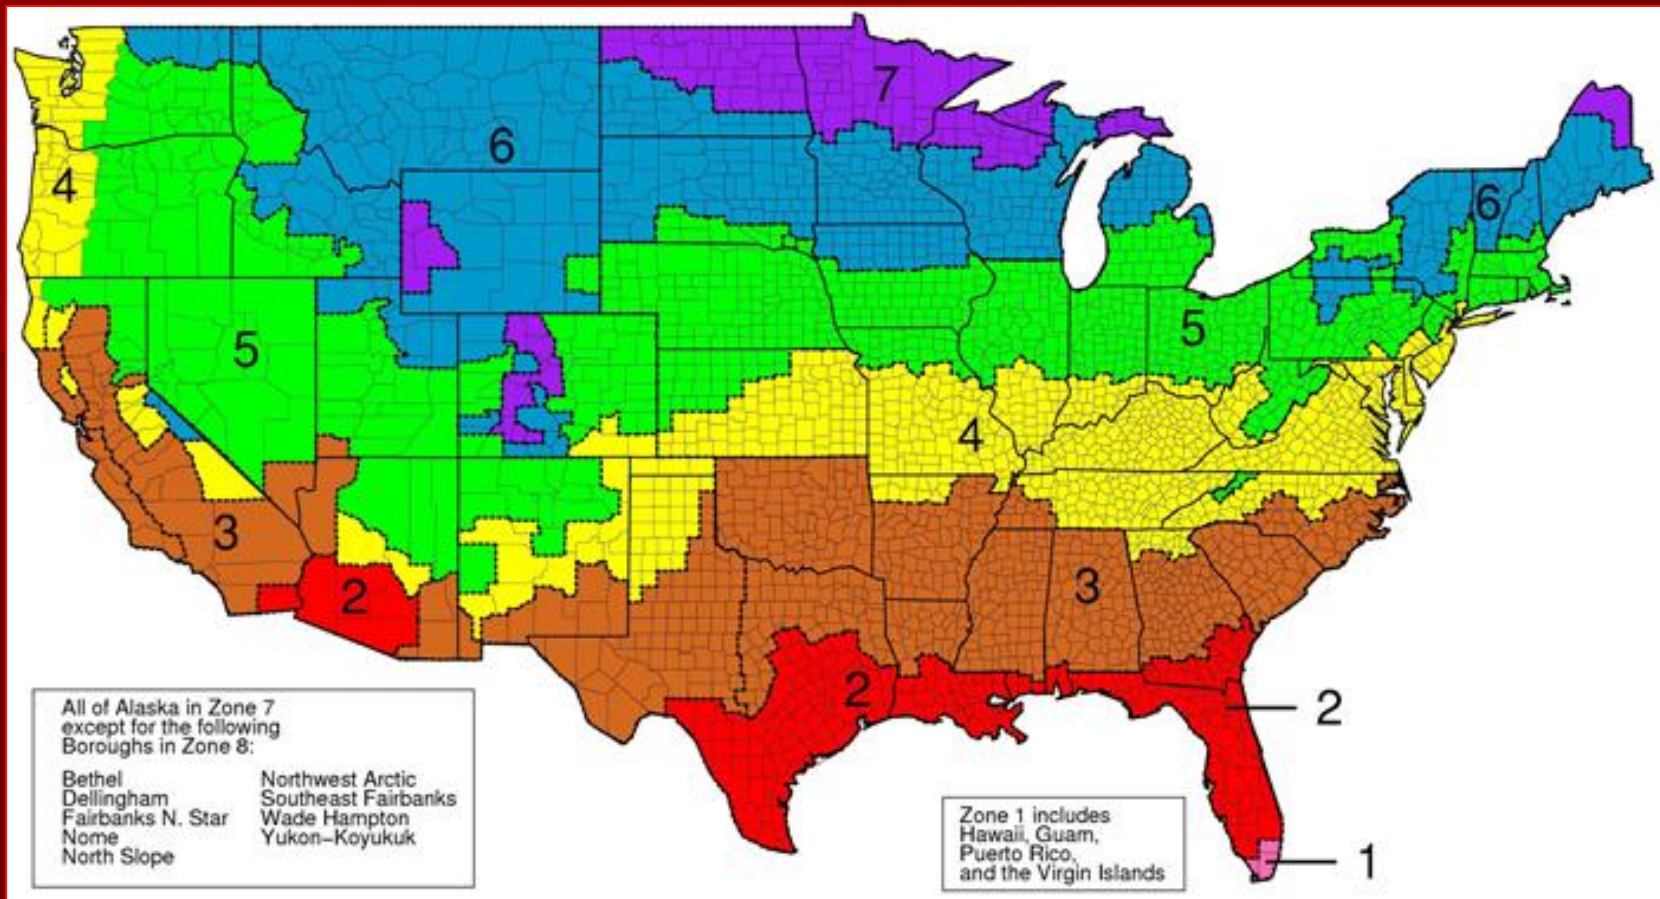 7
6
4
6
5
5
4
3
3
2
2
2
1
All of Alaska in Zone 7
except for the following
Boroughs in Zone 8:
Bethel Northwest Arctic
Dellingham Southeast Fairbanks
Fairbanks N. Star Wade Hampton
Nome Yukon-Koyukuk
North Slope
Zone 1 includes
Hawaii, Guam,
Puerto Rico,
and the Virgin Islands